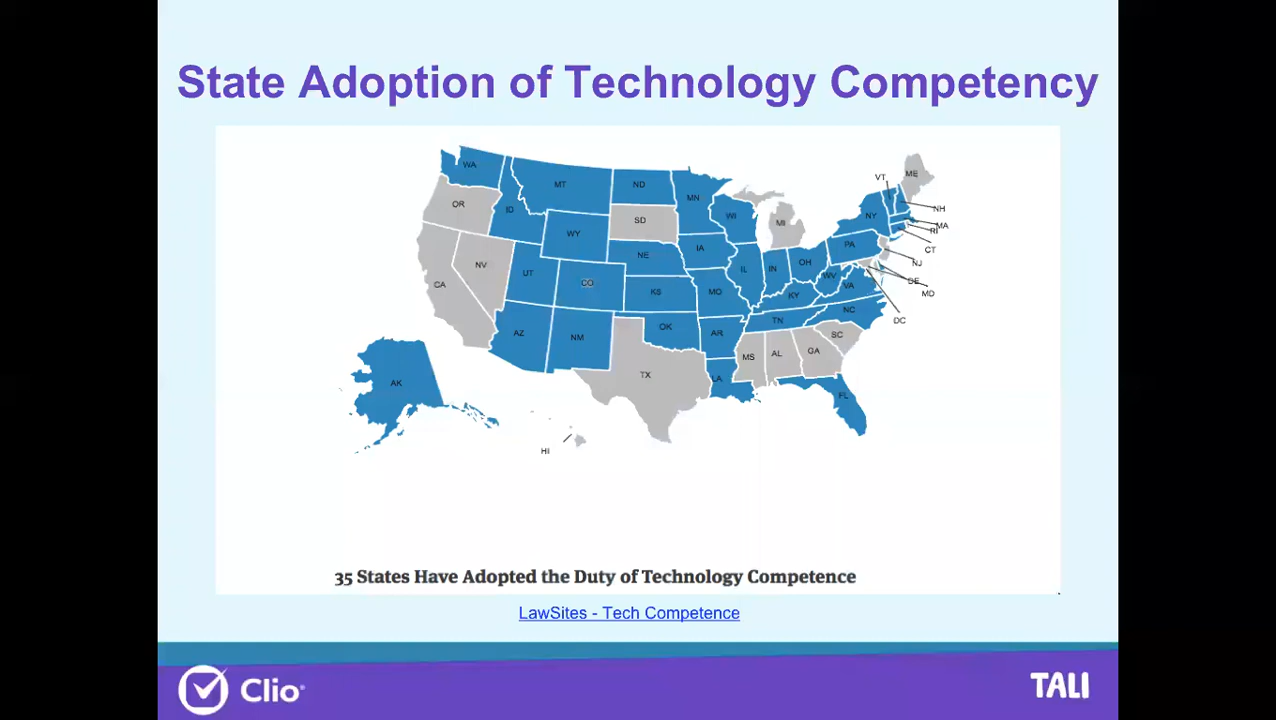 State Adoption of Technology Competency
WA
MT
ND
MN
VT
ME
OR
ID
SD
WI
MI
NY
NH
MA
RI
CT
WY
NV
UT
CO
NE
IA
IL
IN
OH
PA
NJ
CA
KS
MO
KY
WV
VA
DE
MD
DC
AZ
NM
OK
AR
TN
NC
SC
MS
AL
GA
TX
LA
FL
AK
HI
35 States Have Adopted the Duty of Technology Competence
LawSites - Tech Competence
Clio®
TALI